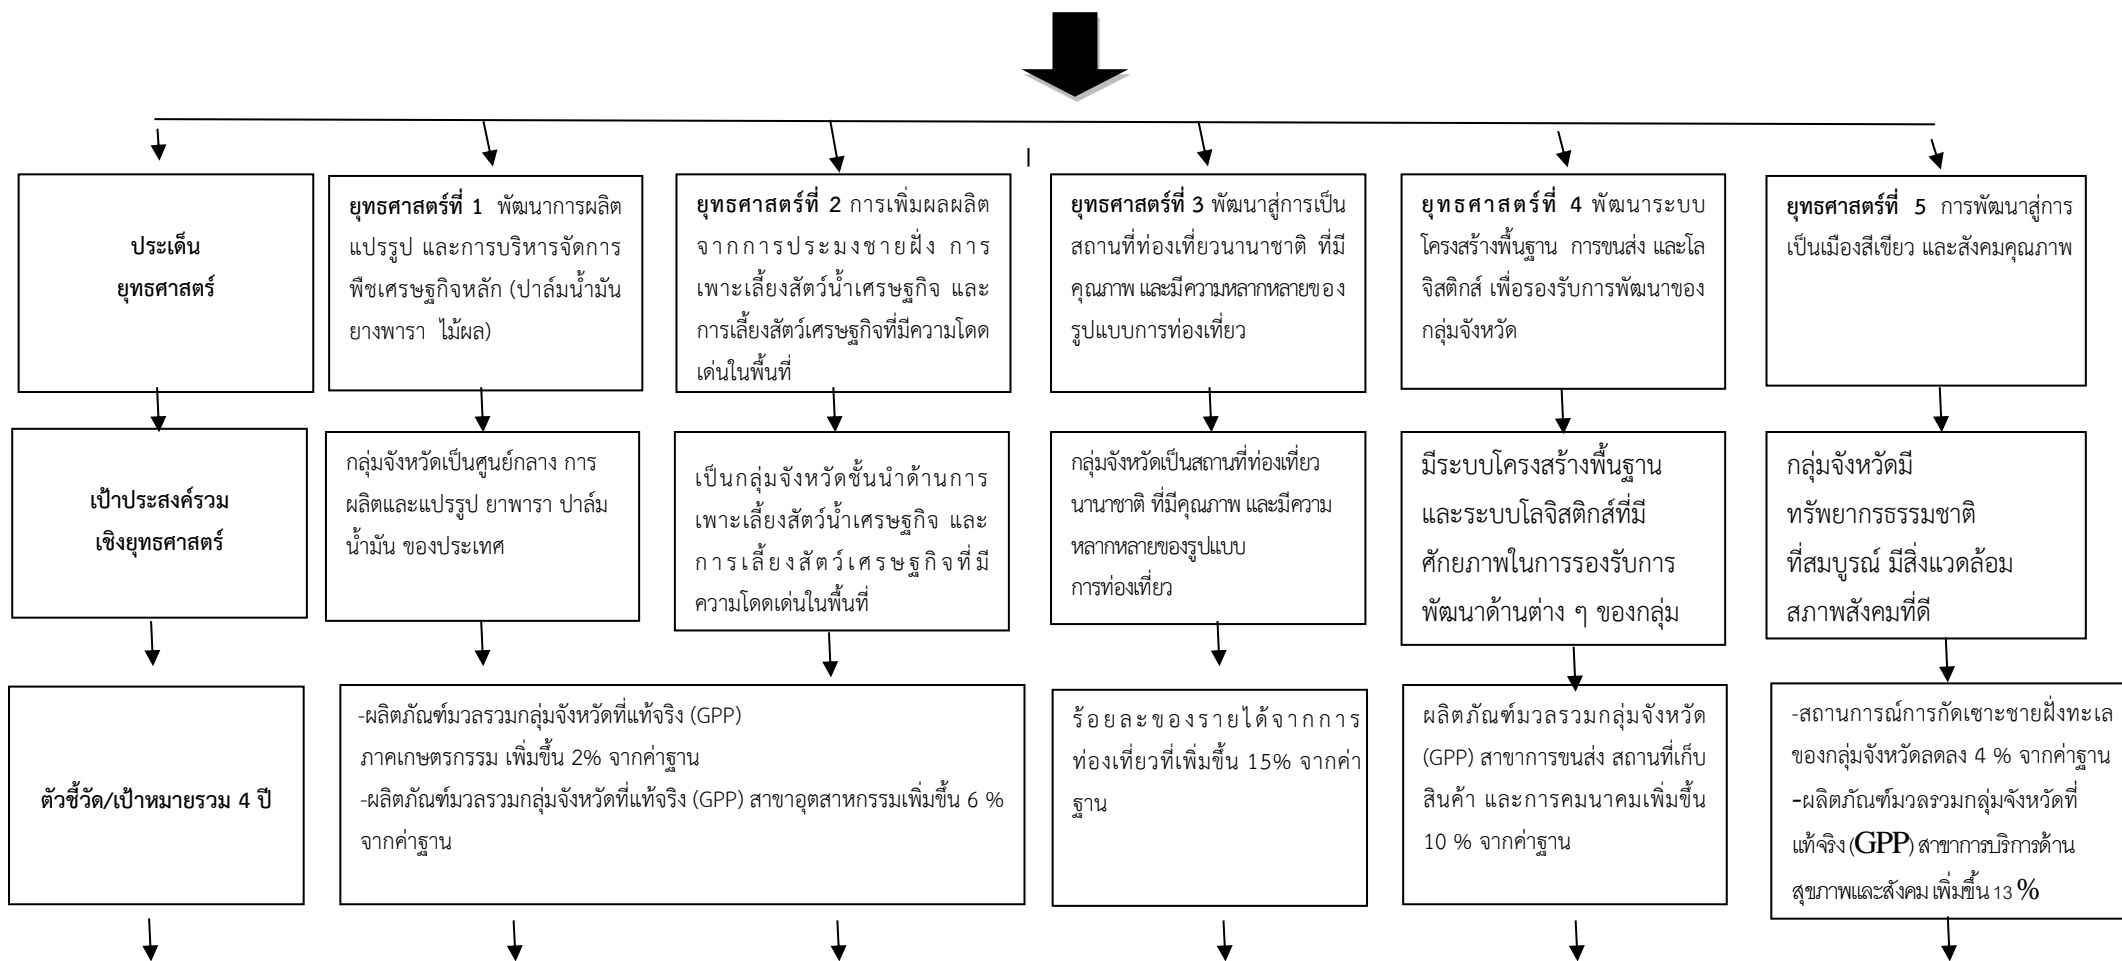 ประเด็น
ยุทธศาสตร์
ยุทธศาสตร์ที่ 1 พัฒนาการผลิต
แปรรูป และการบริหารจัดการ
พืชเศรษฐกิจหลัก (ปาล์มน้ำมัน
ยางพารา ไม้ผล)
ยุทธศาสตร์ที่ 2 การเพิ่มผลผลิต
จากการประมงชายฝั่ง การ
เพาะเลี้ยงสัตว์น้ำเศรษฐกิจ และ
การเลี้ยงสัตว์เศรษฐกิจที่มีความโดด
เด่นในพื้นที่
ยุทธศาสตร์ที่ 3 พัฒนาสู่การเป็น
สถานที่ท่องเที่ยวนานาชาติ ที่มี
คุณภาพ และมีความหลากหลายของ
รูปแบบการท่องเที่ยว
ยุทธศาสตร์ที่ 4 พัฒนาระบบ
โครงสร้างพื้นฐาน การขนส่ง และโล
จิสติกส์ เพื่อรองรับการพัฒนาของ
กลุ่มจังหวัด
ยุทธศาสตร์ที่ 5 การพัฒนาสู่การ
เป็นเมืองสีเขียว และสังคมคุณภาพ
เป้าประสงค์รวม
เชิงยุทธศาสตร์
กลุ่มจังหวัดเป็นศูนย์กลาง การ
ผลิตและแปรรูป ยาพารา ปาล์ม
น้ำมัน ของประเทศ
เป็นกลุ่มจังหวัดชั้นนำด้านการ
เพาะเลี้ยงสัตว์น้ำเศรษฐกิจ และ
การเลี้ยงสัตว์เศรษฐกิจที่มี
ความโดดเด่นในพื้นที่
กลุ่มจังหวัดเป็นสถานที่ท่องเที่ยว
นานาชาติ ที่มีคุณภาพ และมีความ
หลากหลายของรูปแบบ
การท่องเที่ยว
มีระบบโครงสร้างพื้นฐาน
และระบบโลจิสติกส์ที่มี
ศักยภาพในการรองรับการ
พัฒนาด้านต่าง ๆ ของกลุ่ม
กลุ่มจังหวัดมี
ทรัพยากรธรรมชาติ
ที่สมบูรณ์ มีสิ่งแวดล้อม
สภาพสังคมที่ดี
ตัวชี้วัด/เป้าหมายรวม 4 ปี
-ผลิตภัณฑ์มวลรวมกลุ่มจังหวัดที่แท้จริง (GPP)
ภาคเกษตรกรรม เพิ่มขึ้น 2% จากค่าฐาน
-ผลิตภัณฑ์มวลรวมกลุ่มจังหวัดที่แท้จริง (GPP) สาขาอุตสาหกรรมเพิ่มขึ้น 6 %
จากค่าฐาน
ร้อยละของรายได้จากการ
ท่องเที่ยวที่เพิ่มขึ้น 15% จากค่า
ฐาน
ผลิตภัณฑ์มวลรวมกลุ่มจังหวัด
(GPP) สาขาการขนส่ง สถานที่เก็บ
สินค้า และการคมนาคมเพิ่มขึ้น
10 % จากค่าฐาน
-สถานการณ์การกัดเซาะชายฝั่งทะเล
ของกลุ่มจังหวัดลดลง 4 % จากค่าฐาน
-ผลิตภัณฑ์มวลรวมกลุ่มจังหวัดที่
แท้จริง (GPP) สาขาการบริการด้าน
สุขภาพและสังคม เพิ่มขึ้น 13 %